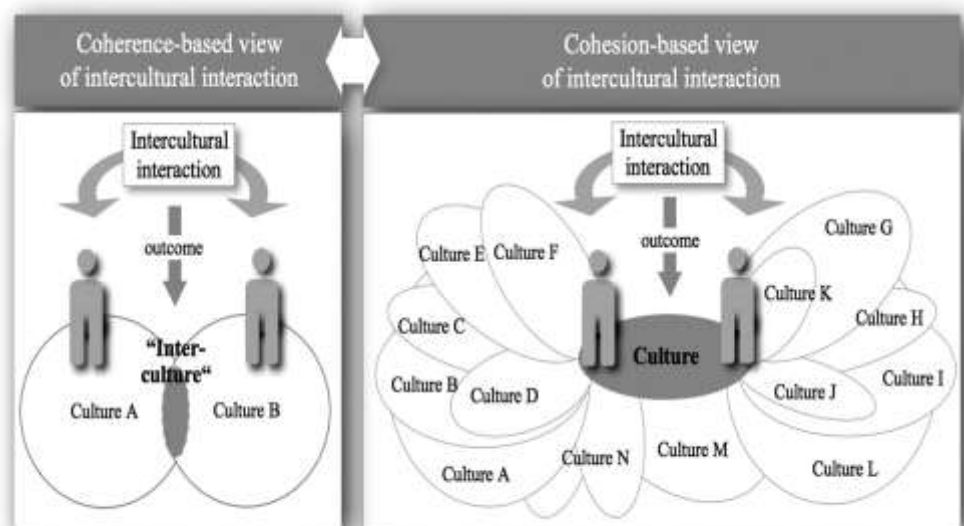 Coherence-based view
of intercultural interaction
Intercultural
interaction
outcome
“Inter-
culture“
Culture A
Culture B
Cohesion-based view
of intercultural interaction
Intercultural
interaction
outcome
Culture G
Culture E
Culture F
Culture K
Culture C
Culture H
Culture
Culture B
Culture D
Culture J
Culture I
Culture A
Culture N
Culture M
Culture L